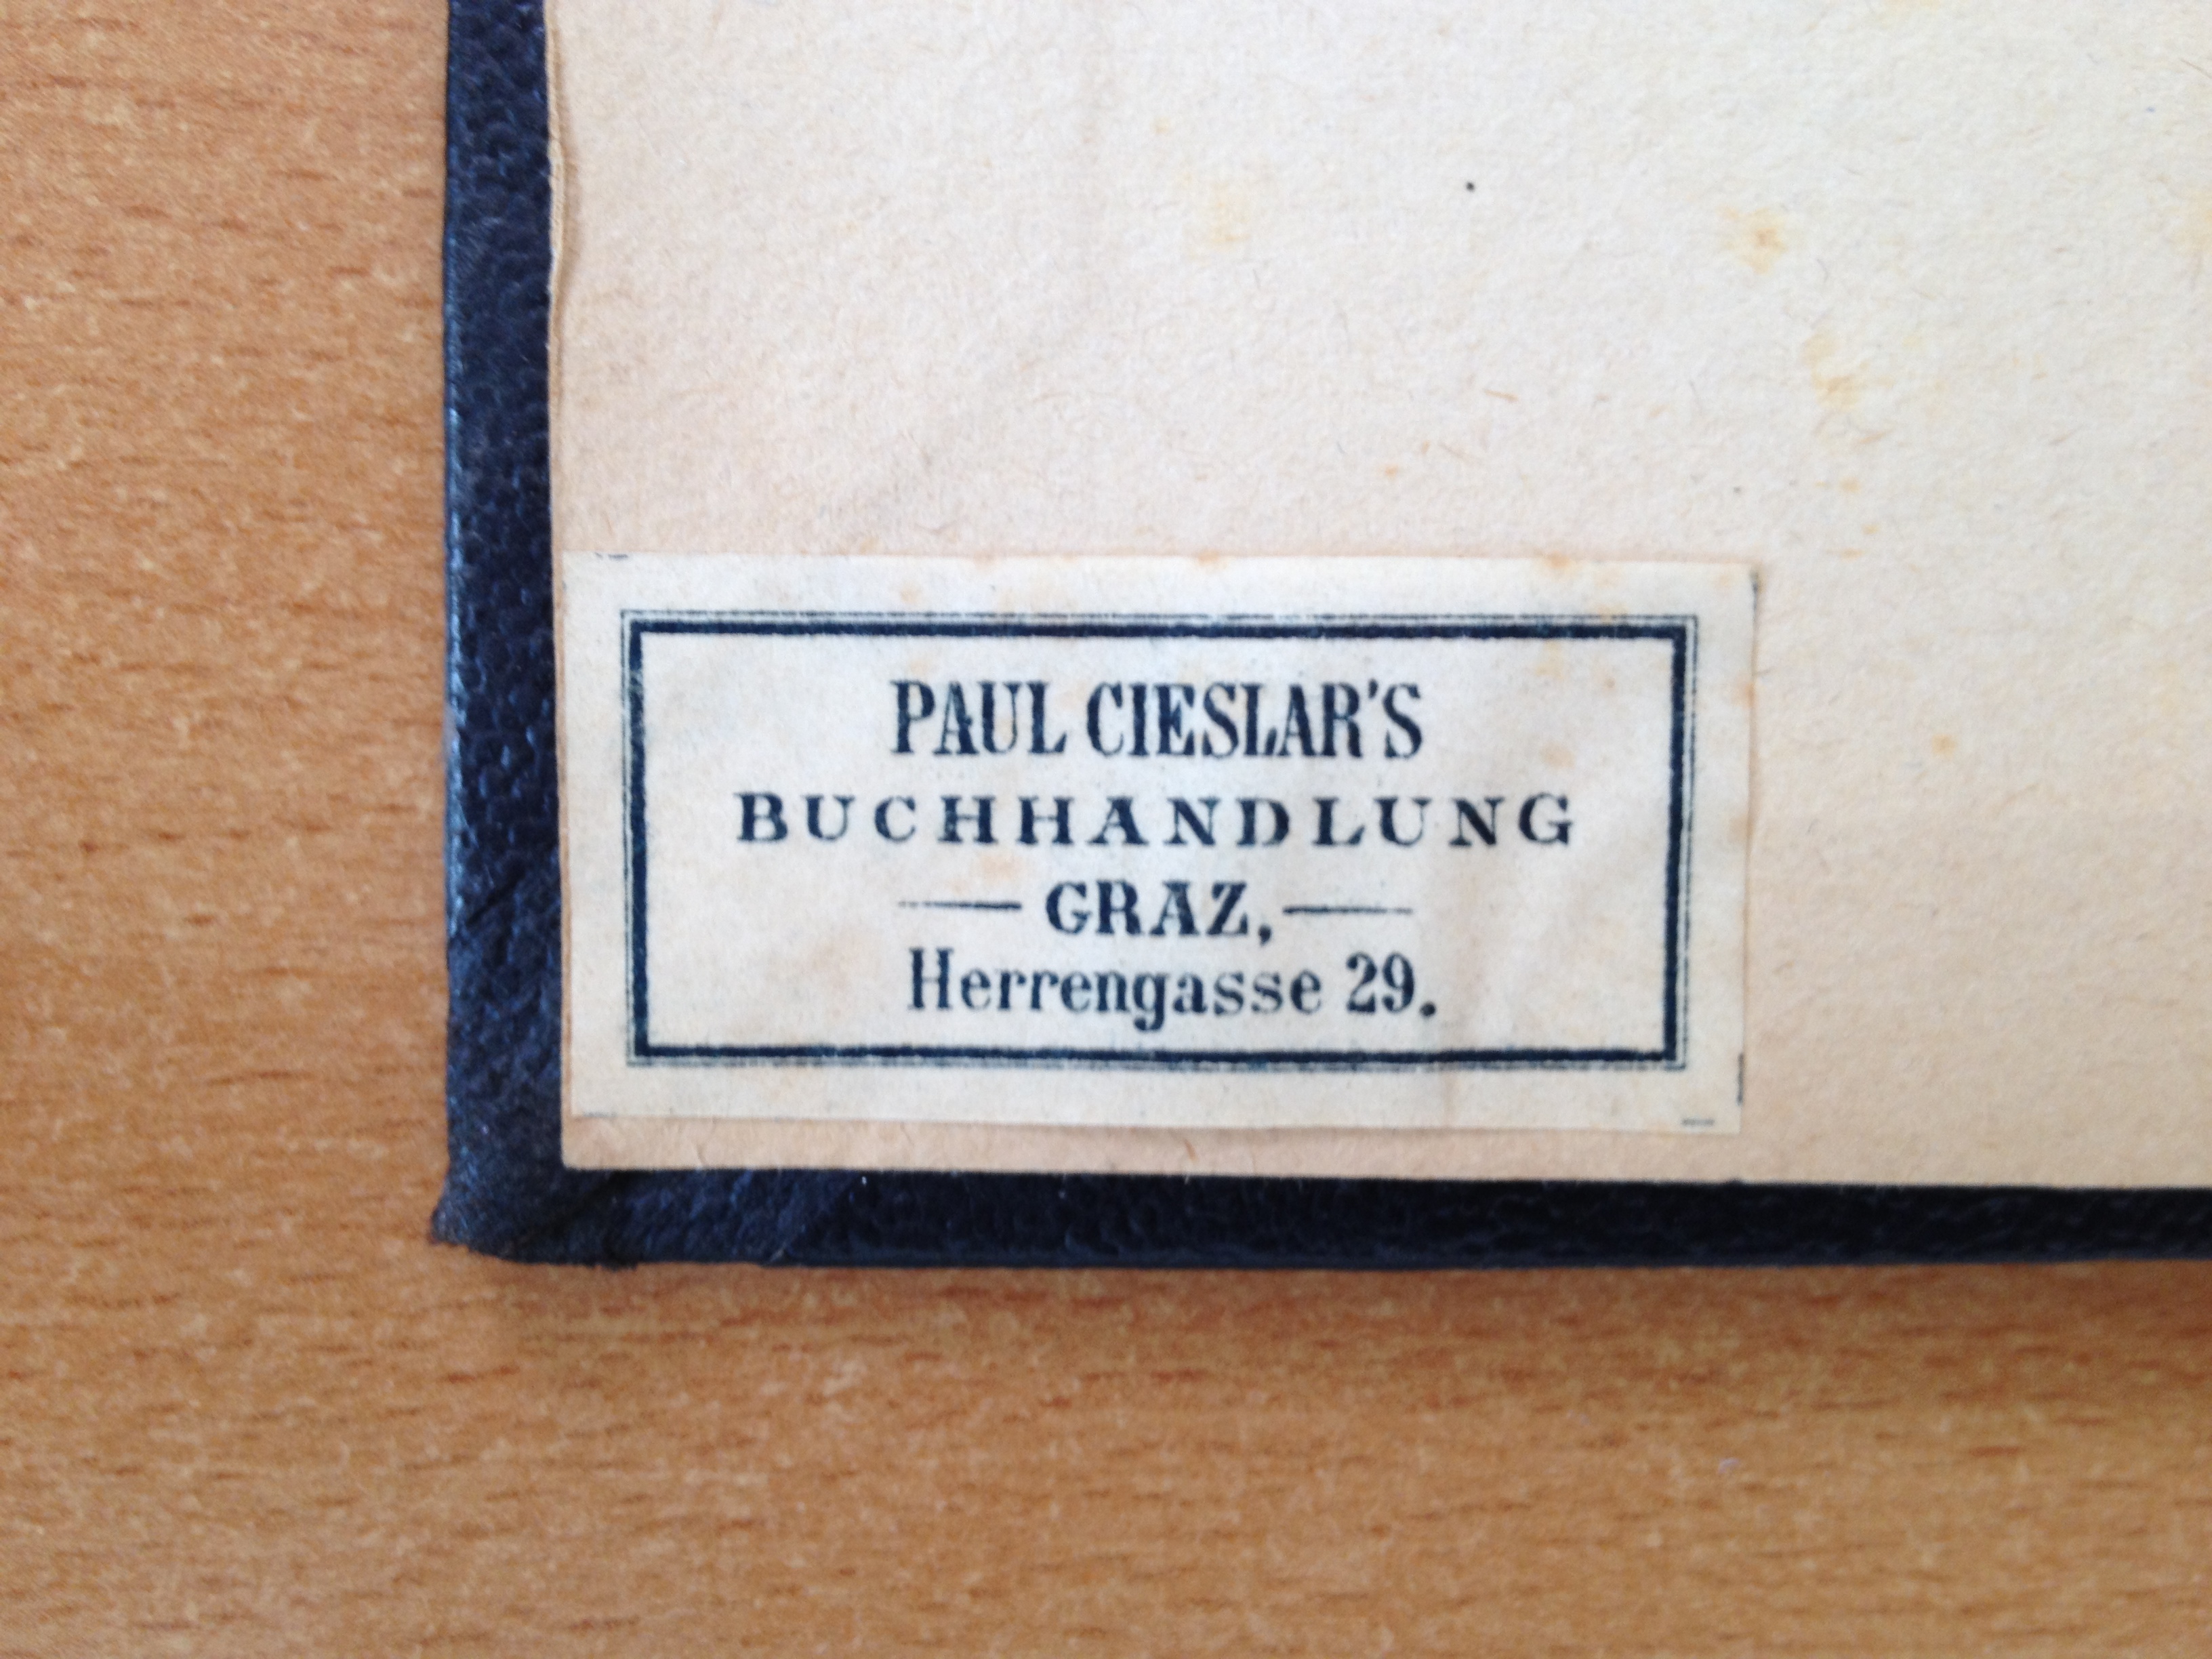 PAUL CIESLAR'S
BUCHHANDLUNG
— GRAZ, —
Herrengasse 29.